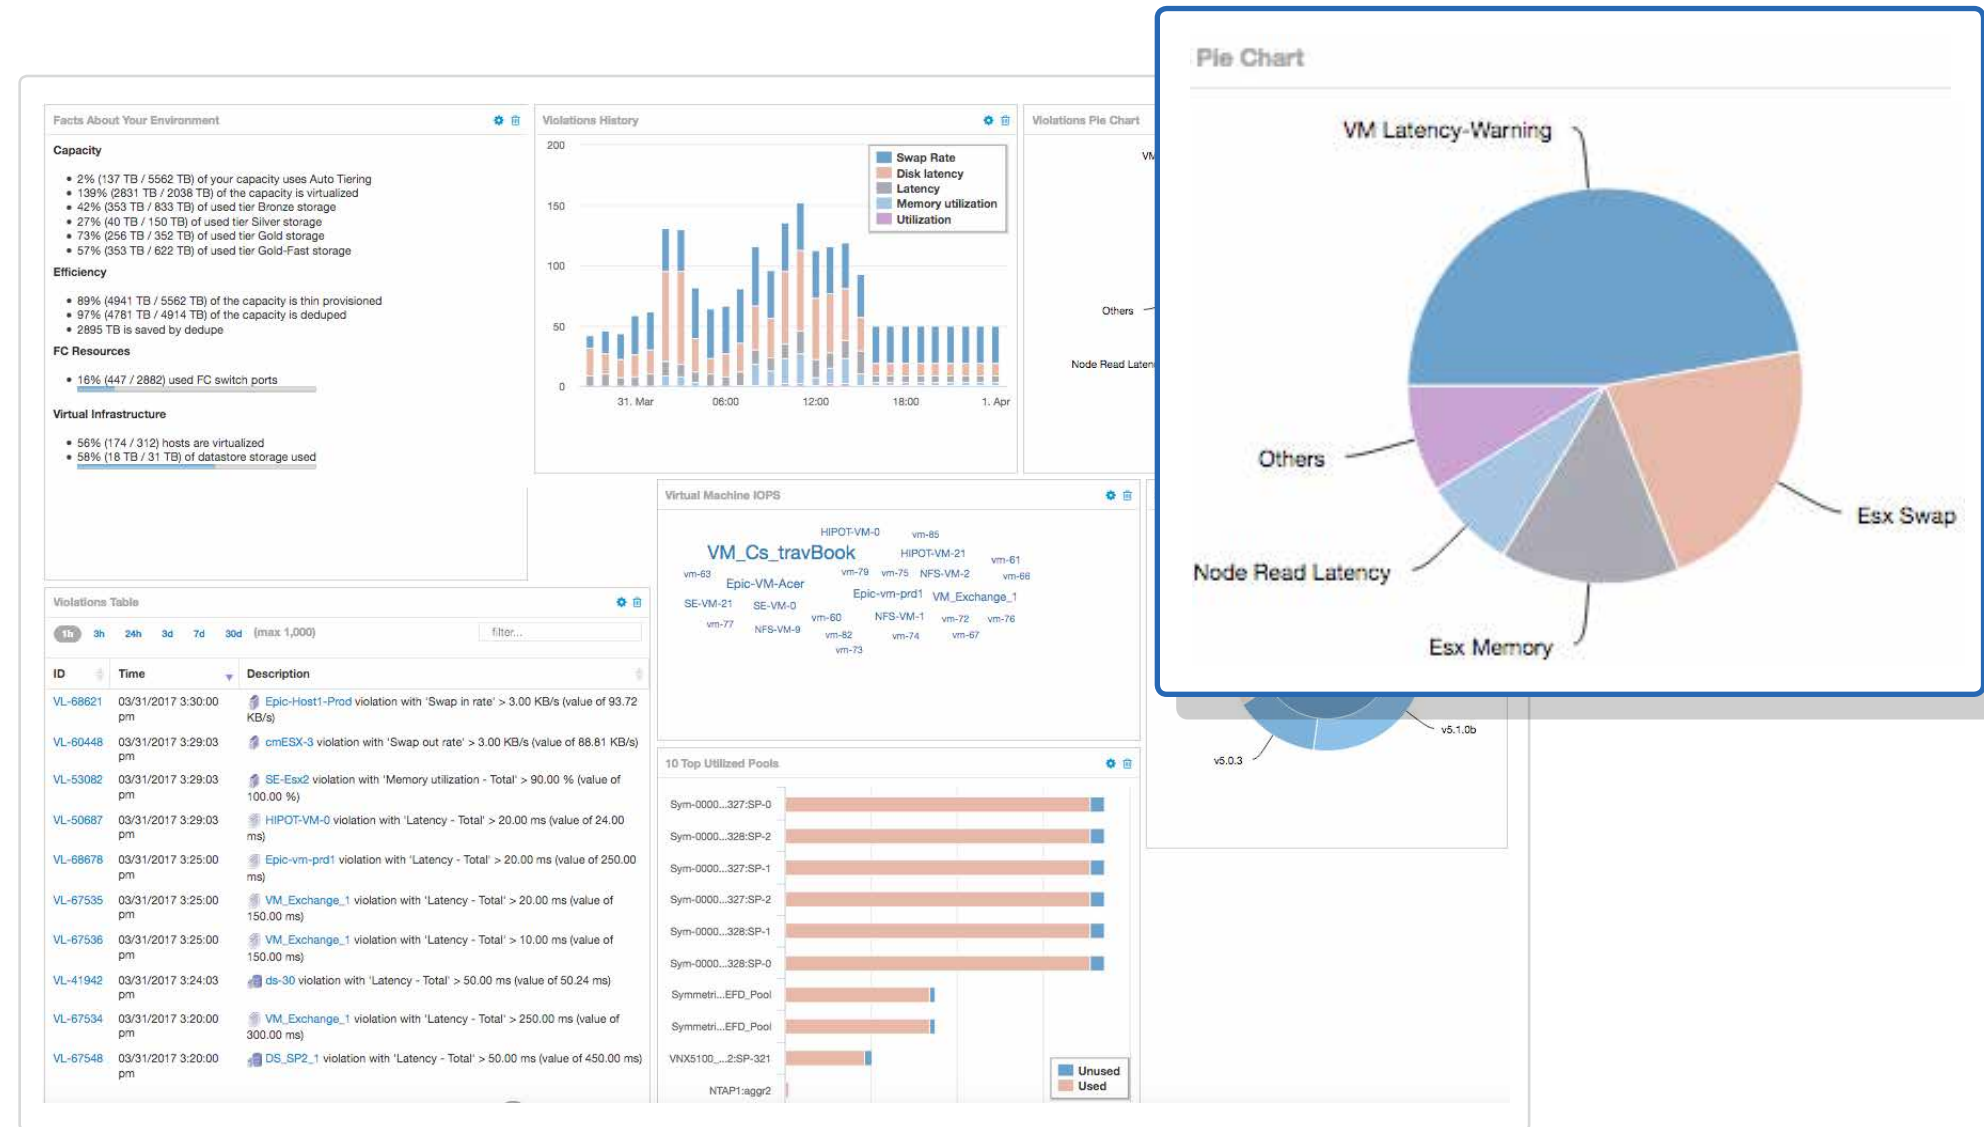 Facts About Your Environment
Capacity
2% (137 TB / 5562 TB) of your capacity uses Auto Tiering
139% (2831 TB / 2038 TB) of the capacity is virtualized
42% (353 TB / 833 TB) of used tier Bronze storage
27% (40 TB / 150 TB) of used tier Silver storage
73% (256 TB / 352 TB) of used tier Gold storage
57% (353 TB / 622 TB) of used tier Gold-Fast storage
Efficiency
89% (4941 TB / 5562 TB) of the capacity is thin provisioned
97% (4781 TB / 4914 TB) of the capacity is deduped
2895 TB is saved by dedupe
FC Resources
16% (447 / 2882) used FC switch ports
Virtual Infrastructure
56% (174 / 312) hosts are virtualized
58% (18 TB / 31 TB) of datastore storage used
Violations History
200
150
100
50
0
Swap Rate
Disk latency
Latency
Memory utilization
Utilization
31. Mar 06:00 12:00 18:00 1. Apr
Violations Pie Chart
VM
Others
Node Read Laten
Pie Chart
VM Latency-Warning
Others
Esx Swap
Node Read Latency
Esx Memory
Virtual Machine IOPS
HIPOT-VM-0 vm-85
VM_Cs_travBook HIPOT-VM-21 vm-61
vm-63 Epic-VM-Acer vm-79 vm-75 NFS-VM-2 vm-66
SE-VM-21 SE-VM-0 Epic-vm-prd1 VM_Exchange_1
vm-77 NFS-VM-9 vm-60 NFS-VM-1 vm-72 vm-76
vm-82 vm-74 vm-67
vm-73
v5.1.0b
v5.0.3
Violations Table
1h 3h 24h 3d 7d 30d (max 1,000) filter...
ID Time Description
VL-68621 03/31/2017 3:30:00 Epic-Host1-Prod violation with 'Swap in rate' > 3.00 KB/s (value of 93.72
pm KB/s)
VL-60448 03/31/2017 3:29:03 cmESX-3 violation with 'Swap out rate' > 3.00 KB/s (value of 88.81 KB/s)
pm
VL-53082 03/31/2017 3:29:03 SE-Esx2 violation with 'Memory utilization - Total' > 90.00 % (value of
pm 100.00 %)
VL-50687 03/31/2017 3:29:03 HIPOT-VM-0 violation with 'Latency - Total' > 20.00 ms (value of 24.00
pm ms)
VL-68678 03/31/2017 3:25:00 Epic-vm-prd1 violation with 'Latency - Total' > 20.00 ms (value of 250.00
pm ms)
VL-67535 03/31/2017 3:25:00 VM_Exchange_1 violation with 'Latency - Total' > 20.00 ms (value of
pm 150.00 ms)
VL-67536 03/31/2017 3:25:00 VM_Exchange_1 violation with 'Latency - Total' > 10.00 ms (value of
pm 150.00 ms)
VL-41942 03/31/2017 3:24:03 ds-30 violation with 'Latency - Total' > 50.00 ms (value of 50.24 ms)
pm
VL-67534 03/31/2017 3:20:00 VM_Exchange_1 violation with 'Latency - Total' > 250.00 ms (value of
pm 300.00 ms)
VL-67548 03/31/2017 3:20:00 DS_SP2_1 violation with 'Latency - Total' > 50.00 ms (value of 450.00 ms)
pm
10 Top Utilized Pools
Sym-0000...327:SP-0
Sym-0000...328:SP-2
Sym-0000...327:SP-1
Sym-0000...327:SP-2
Sym-0000...328:SP-1
Sym-0000...328:SP-0
Symmetri...EFD_Pool
Symmetri...EFD_Pool
VNX5100_...2:SP-321
NTAP1:aggr2
Unused
Used